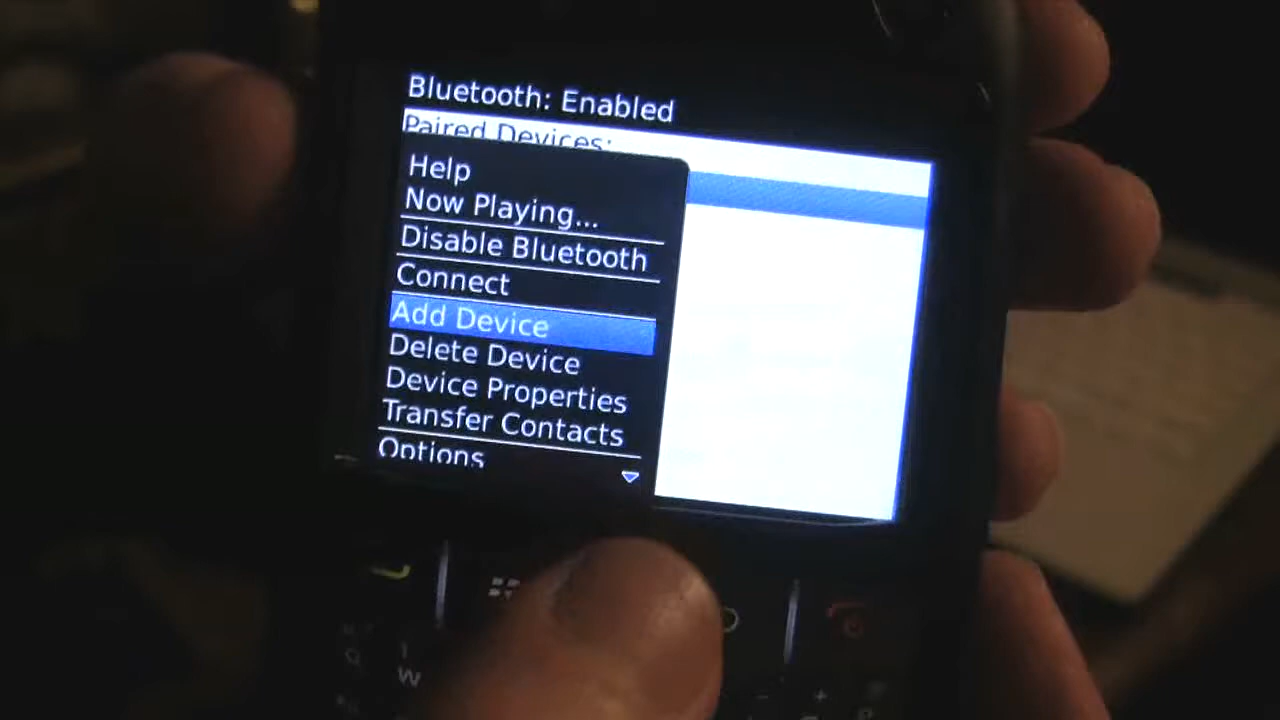 Bluetooth: Enabled
Paired Devices:
Help
Now Playing...
Disable Bluetooth
Connect
Add Device
Delete Device
Device Properties
Transfer Contacts
Options
Q
1
W